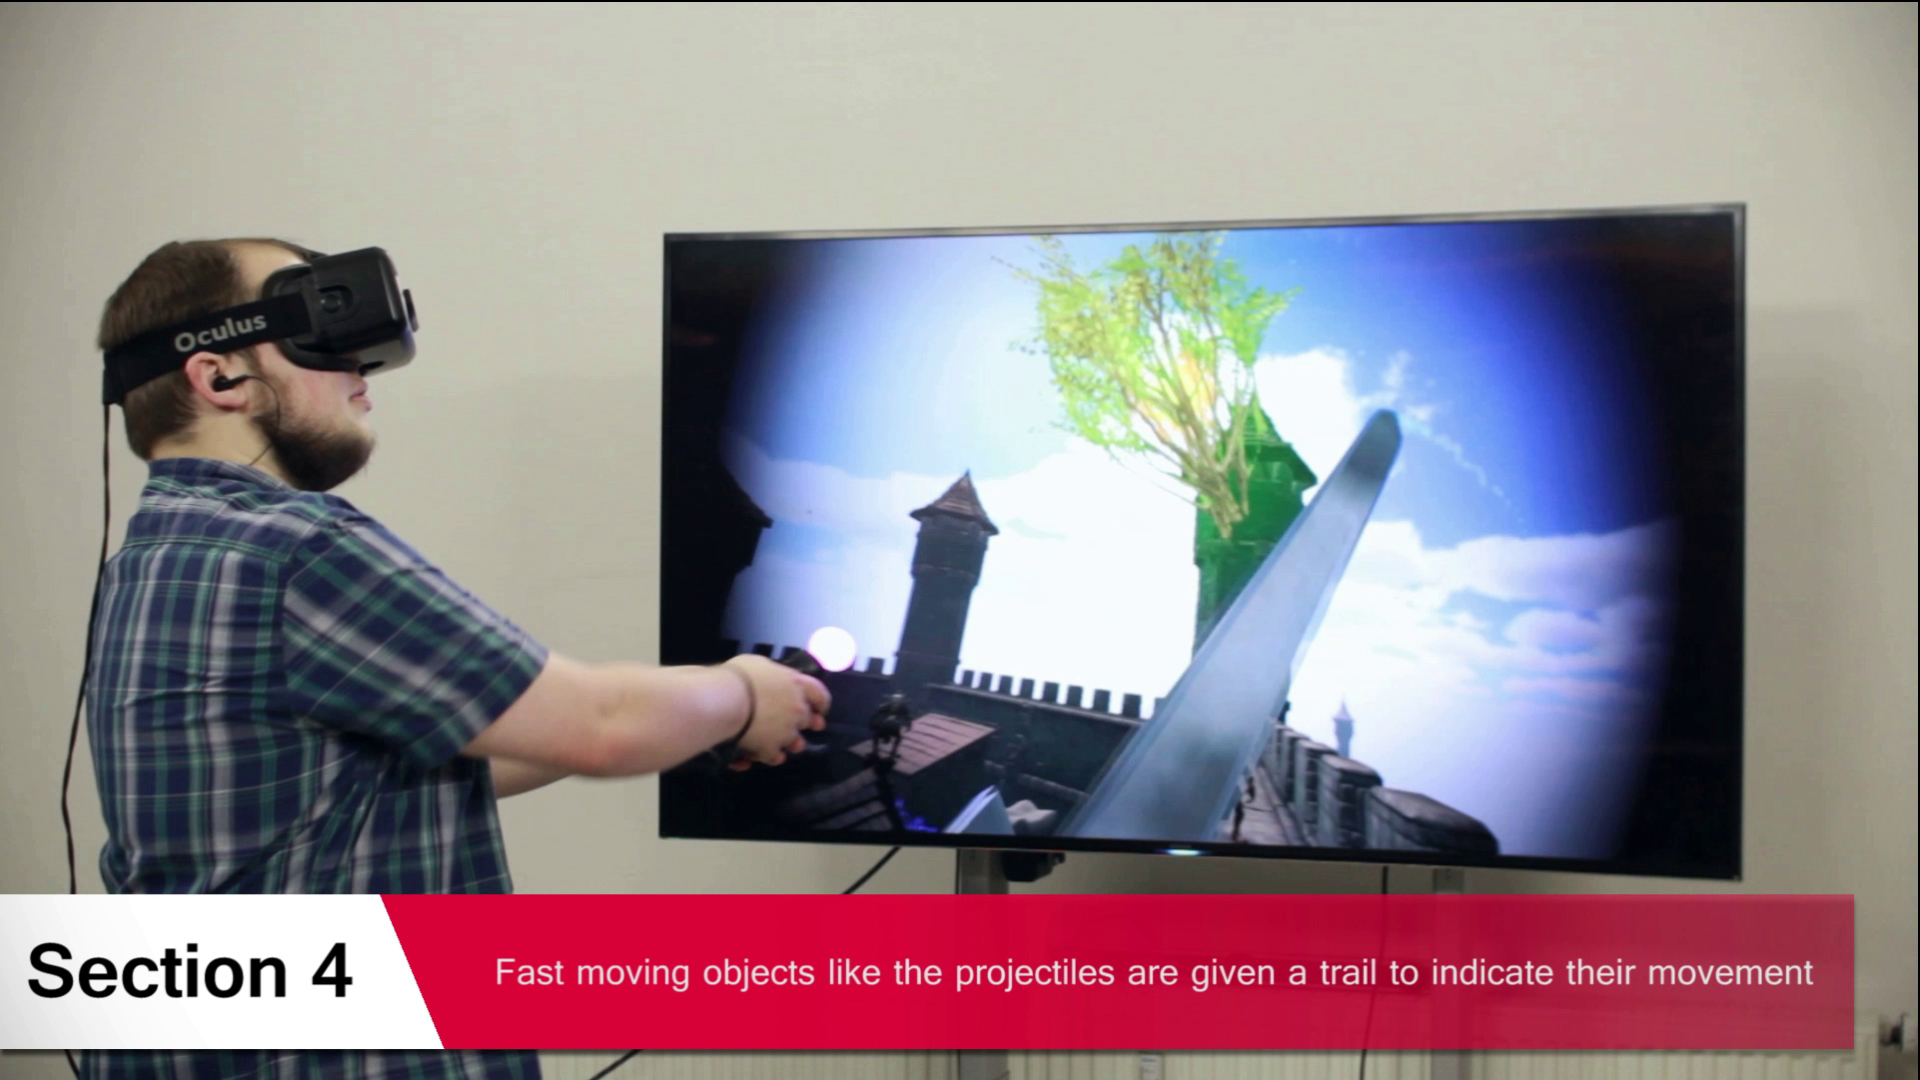 Oculus
Section 4
Fast moving objects like the projectiles are given a trail to indicate their movement